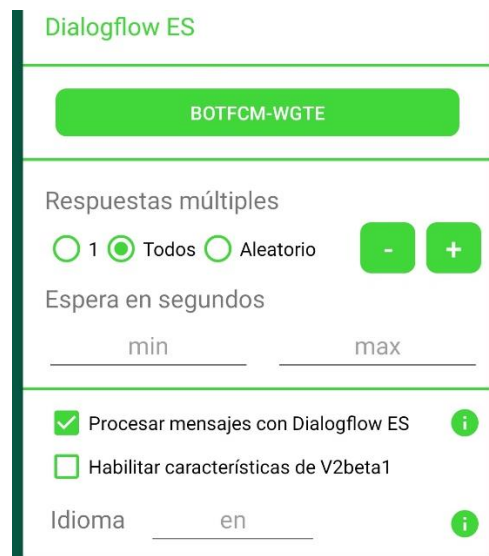 Dialogflow ES
BOTFCM-WGTE
Respuestas múltiples
1 Todos Aleatorio - +
Espera en segundos
min max
Procesar mensajes con Dialogflow ES i
Habilitar características de V2beta1
Idioma en i